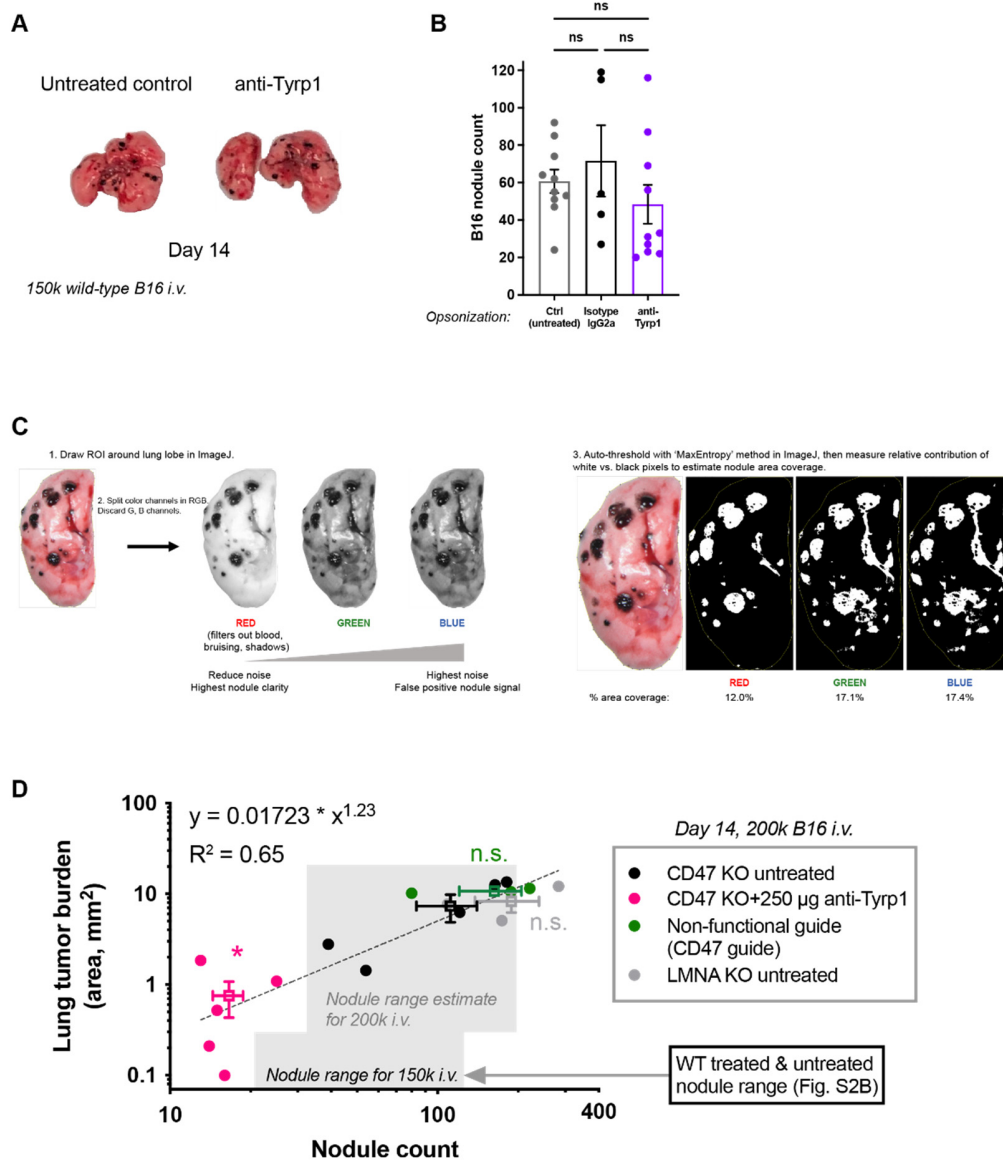 A
Untreated control
anti-Tyrp1
Day 14
150k wild-type B16 i.v.
B
ns
ns
ns
B16 nodule count
120
100
80
60
40
20
0
Opsonization:
Ctrl
(untreated)
Isotype
IgG2a
anti-
Tyrp1
C
1. Draw ROI around lung lobe in ImageJ.
2. Split color channels in RGB.
Discard G, B channels.
RED
(filters out blood,
bruising, shadows)
GREEN
BLUE
Reduce noise
Highest nodule clarity
Highest noise
False positive nodule signal
3. Auto-threshold with 'MaxEntropy' method in ImageJ, then measure relative contribution of
white vs. black pixels to estimate nodule area coverage.
RED
GREEN
BLUE
% area coverage:
12.0%
17.1%
17.4%
D
Lung tumor burden
(area, mm²)
100
10
1
0.1
y = 0.01723 * x^1.23
R² = 0.65
n.s.
n.s.
*
Nodule range estimate
for 200k i.v.
Nodule range for 150k i.v.
10
100
400
Nodule count
Day 14, 200k B16 i.v.
CD47 KO untreated
CD47 KO+250 µg anti-Tyrp1
Non-functional guide
(CD47 guide)
LMNA KO untreated
WT treated & untreated
nodule range (Fig. S2B)